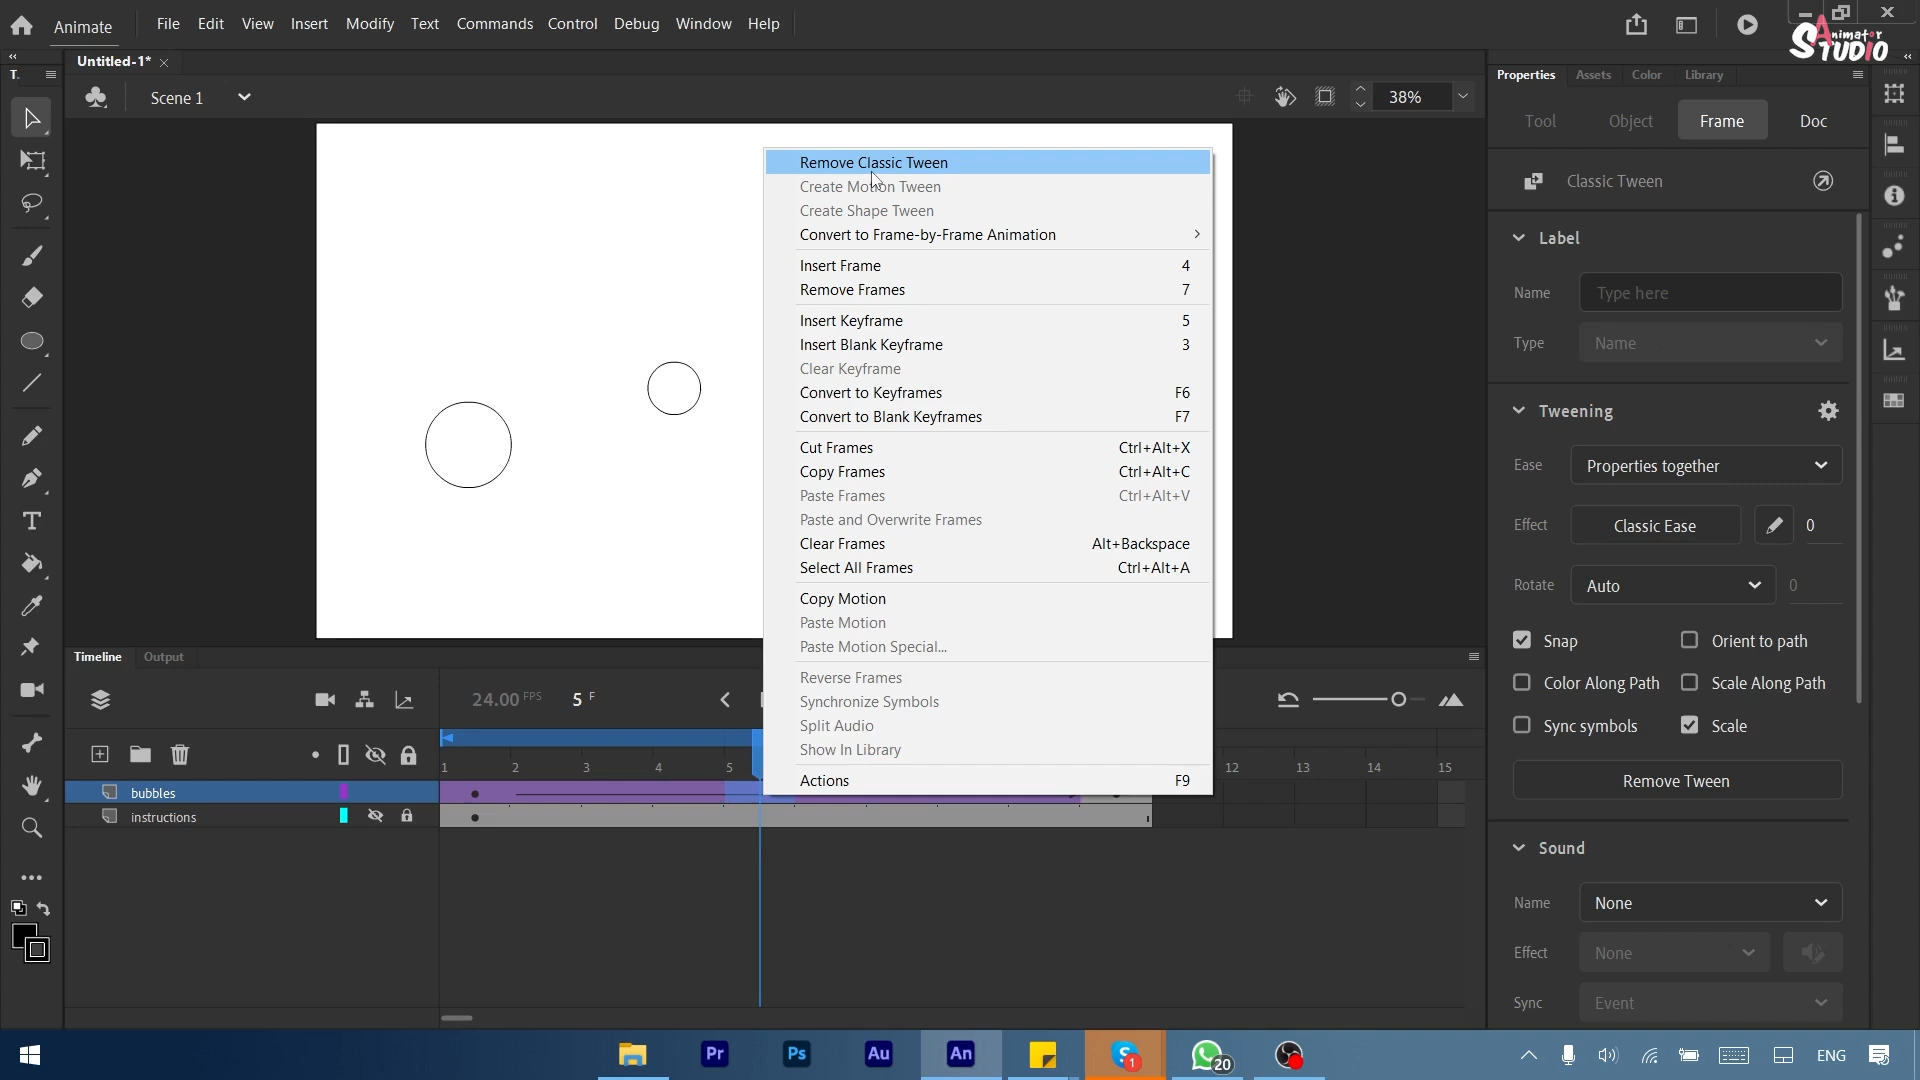 Animate
File
Edit
View
Insert
Modify
Text
Commands
Control
Debug
Window
Help
Animator
STUDIO
T.
Untitled-1*
Scene 1
38%
Properties
Assets
Color
Library
Tool
Object
Frame
Doc
Classic Tween
Label
Name
Type here
Type
Name
Tweening
Ease
Properties together
Effect
Classic Ease
0
Rotate
Auto
0
Snap
Orient to path
Color Along Path
Scale Along Path
Sync symbols
Scale
Remove Tween
Sound
Name
None
Effect
None
Sync
Event
Remove Classic Tween
Create Motion Tween
Create Shape Tween
Convert to Frame-by-Frame Animation
Insert Frame 4
Remove Frames 7
Insert Keyframe 5
Insert Blank Keyframe 3
Clear Keyframe
Convert to Keyframes F6
Convert to Blank Keyframes F7
Cut Frames Ctrl+Alt+X
Copy Frames Ctrl+Alt+C
Paste Frames Ctrl+Alt+V
Paste and Overwrite Frames
Clear Frames Alt+Backspace
Select All Frames Ctrl+Alt+A
Copy Motion
Paste Motion
Paste Motion Special...
Reverse Frames
Synchronize Symbols
Split Audio
Show In Library
Actions F9
Timeline
Output
24.00 FPS
5 F
1 2 3 4 5 12 13 14 15
bubbles
instructions
Pr
Ps
Au
An
S 1
20
ENG